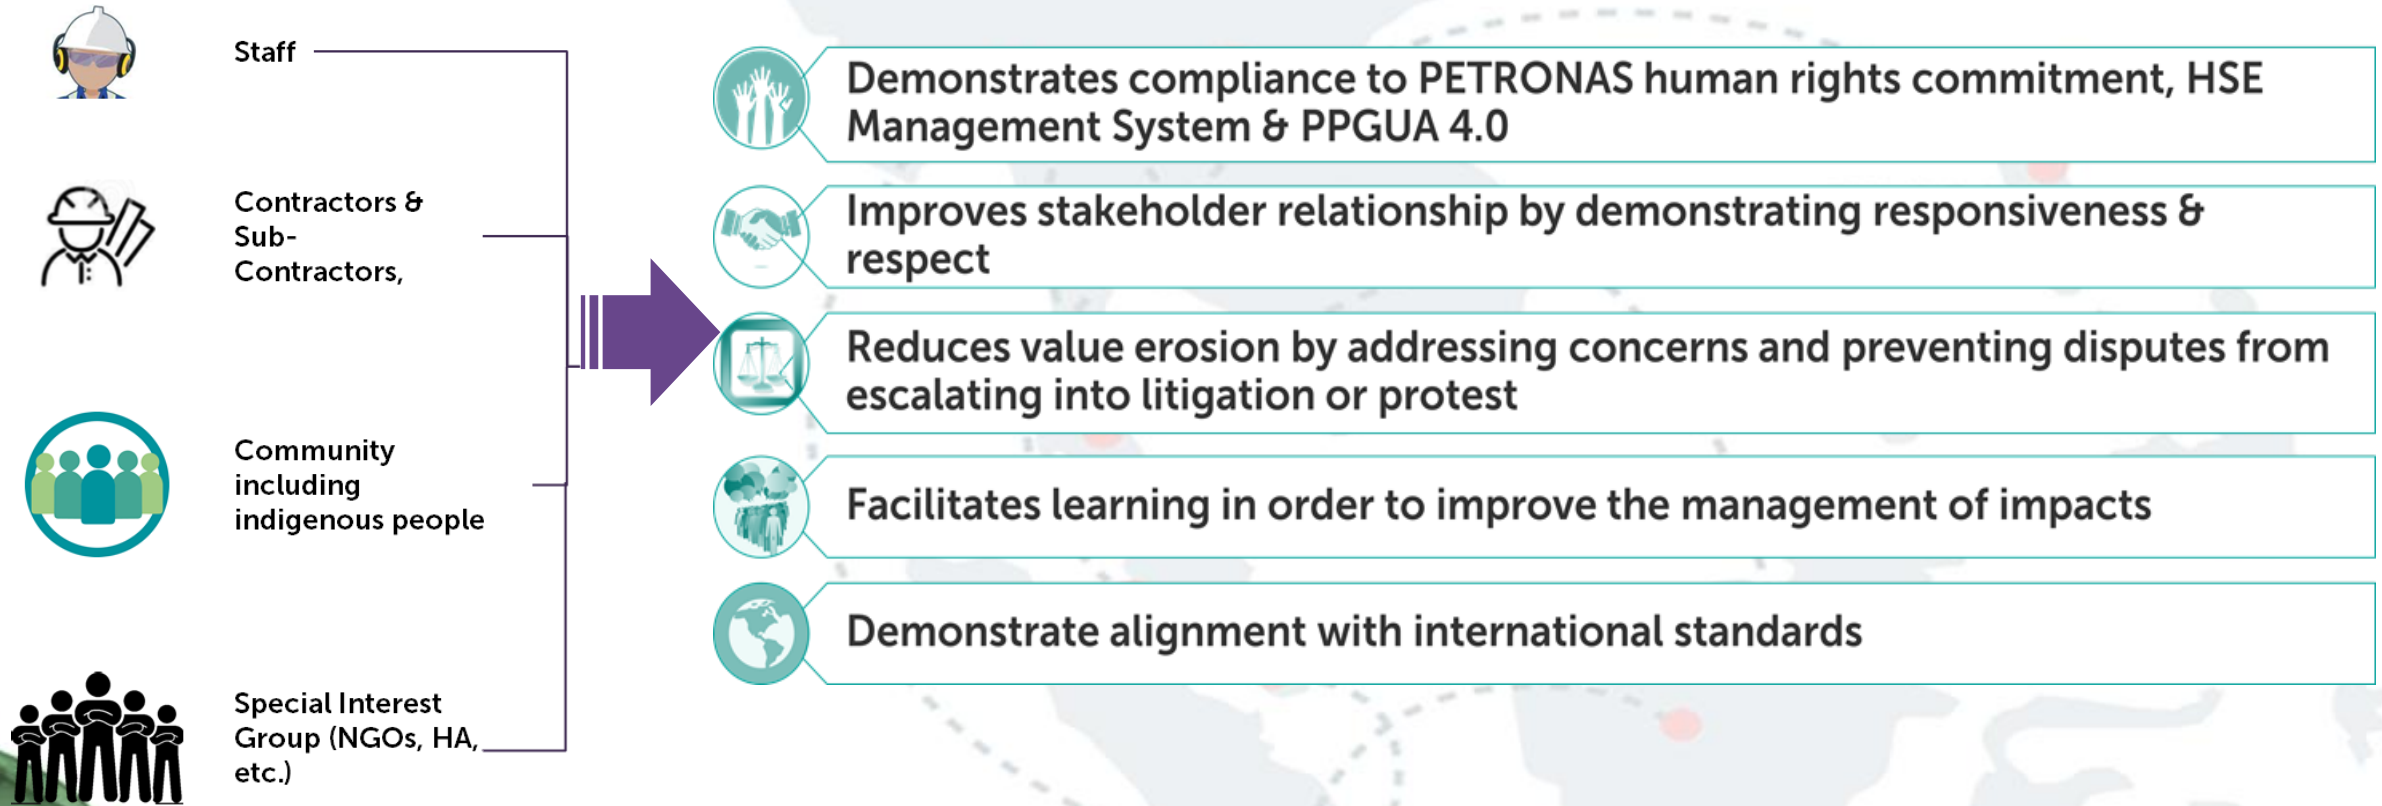 Staff
Contractors &
Sub-
Contractors,
Community
including
indigenous people
Special Interest
Group (NGOs, HA,
etc.)
Demonstrates compliance to PETRONAS human rights commitment, HSE
Management System & PPGUA 4.0
Improves stakeholder relationship by demonstrating responsiveness &
respect
Reduces value erosion by addressing concerns and preventing disputes from
escalating into litigation or protest
Facilitates learning in order to improve the management of impacts
Demonstrate alignment with international standards